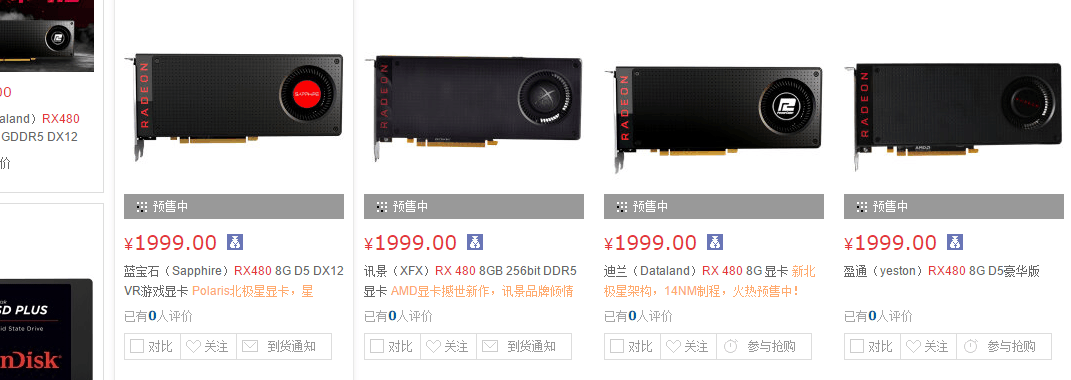 00
aland）RX480
GDDR5 DX12
价
SD PLUS
Solid State Drive
nDisk
RADEON
SAPPHIRE
预售中
¥1999.00
蓝宝石（Sapphire）RX480 8G D5 DX12
VR游戏显卡 Polaris北极星显卡，星
已有0人评价
对比 关注 到货通知
RADEON
预售中
¥1999.00
讯景（XFX）RX 480 8GB 256bit DDR5
显卡 AMD显卡撼世新作，讯景品牌倾情
已有0人评价
对比 关注 到货通知
RADEON
预售中
¥1999.00
迪兰（Dataland）RX 480 8G 显卡 新北
极星架构，14NM制程，火热预售中！
已有0人评价
对比 关注 参与抢购
RADEON
预售中
¥1999.00
盈通（yeston）RX480 8G D5豪华版
已有0人评价
对比 关注 参与抢购